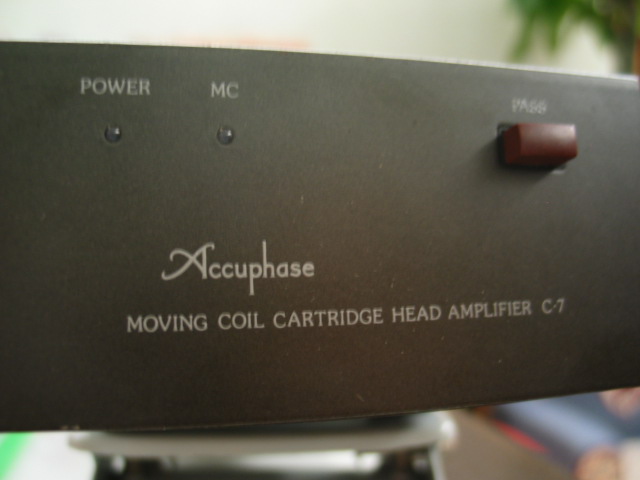 POWER MC PASS
Accuphase
MOVING COIL CARTRIDGE HEAD AMPLIFIER C-7